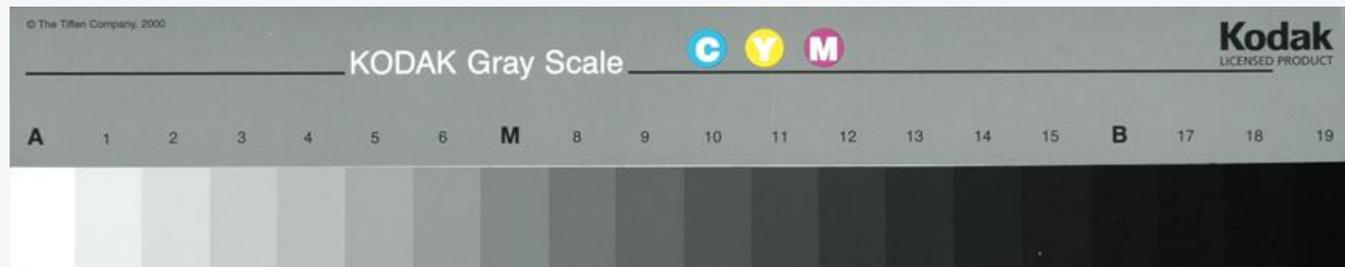 © The Tiffen Company, 2000
KODAK Gray Scale
C Y M
Kodak
LICENSED PRODUCT
A 1 2 3 4 5 6 M 8 9 10 11 12 13 14 15 B 17 18 19